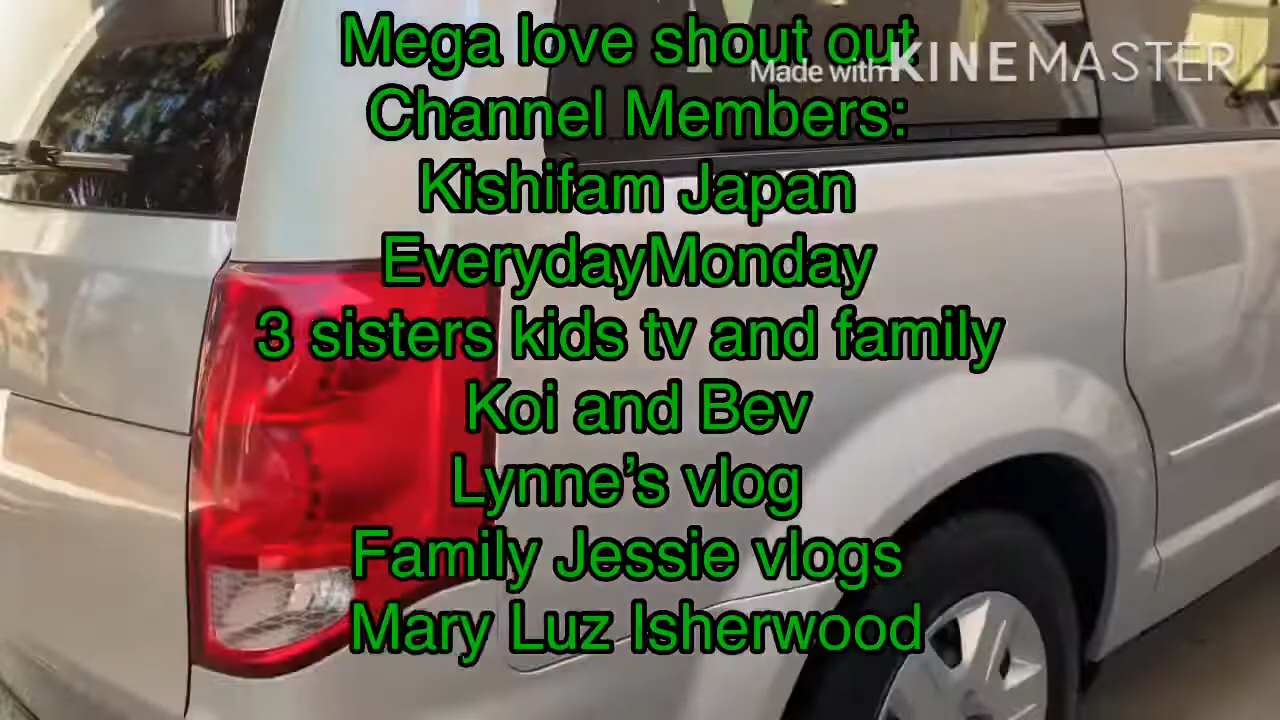 Mega love shout out
Made with KINEMASTER
Channel Members:
Kishifam Japan
EverydayMonday
3 sisters kids tv and family
Koi and Bev
Lynne’s vlog
Family Jessie vlogs
Mary Luz Isherwood